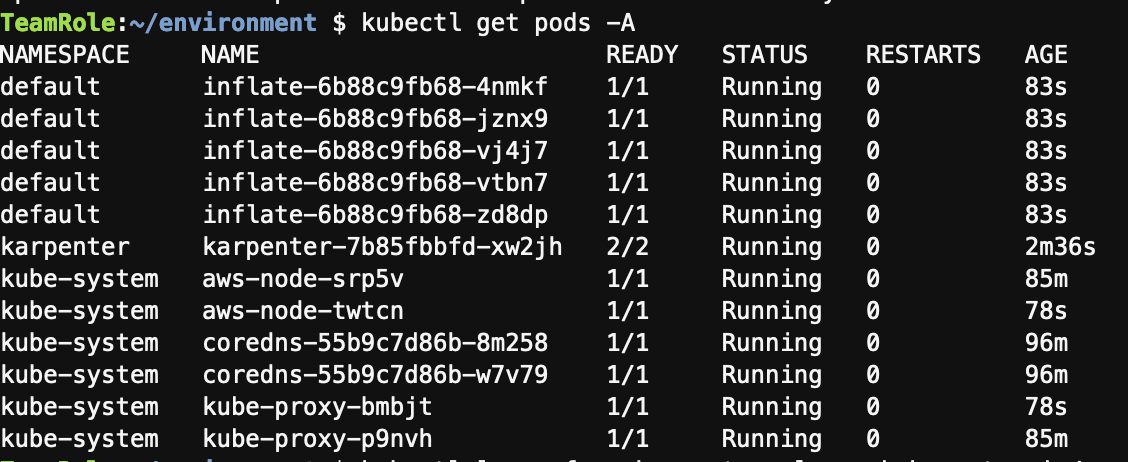 TeamRole:~/environment $ kubectl get pods -A
NAMESPACE NAME READY STATUS RESTARTS AGE
default inflate-6b88c9fb68-4nmkf 1/1 Running 0 83s
default inflate-6b88c9fb68-jznx9 1/1 Running 0 83s
default inflate-6b88c9fb68-vj4j7 1/1 Running 0 83s
default inflate-6b88c9fb68-vtbn7 1/1 Running 0 83s
default inflate-6b88c9fb68-zd8dp 1/1 Running 0 83s
karpenter karpenter-7b85fbbfd-xw2jh 2/2 Running 0 2m36s
kube-system aws-node-srp5v 1/1 Running 0 85m
kube-system aws-node-twtcn 1/1 Running 0 78s
kube-system coredns-55b9c7d86b-8m258 1/1 Running 0 96m
kube-system coredns-55b9c7d86b-w7v79 1/1 Running 0 96m
kube-system kube-proxy-bmbjt 1/1 Running 0 78s
kube-system kube-proxy-p9nvh 1/1 Running 0 85m